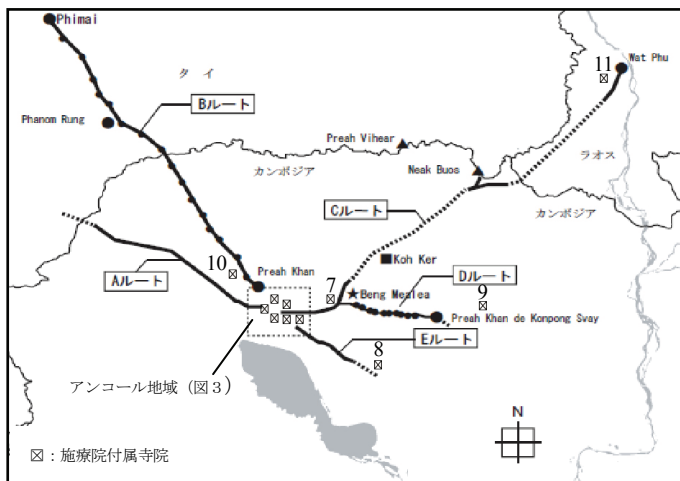 Phimai
タイ
11
Wat Phu
Bルート
Phanom Rung
Preah Vihear
ラオス
カンボジア
Neak Buos
カンボジア
Cルート
Koh Ker
Aルート
10
Preah Khan
7
Dルート
Beng Mealea
9
Preah Khan de Konpong Svay
Eルート
8
アンコール地域 (図3)
N
:施療院付属寺院